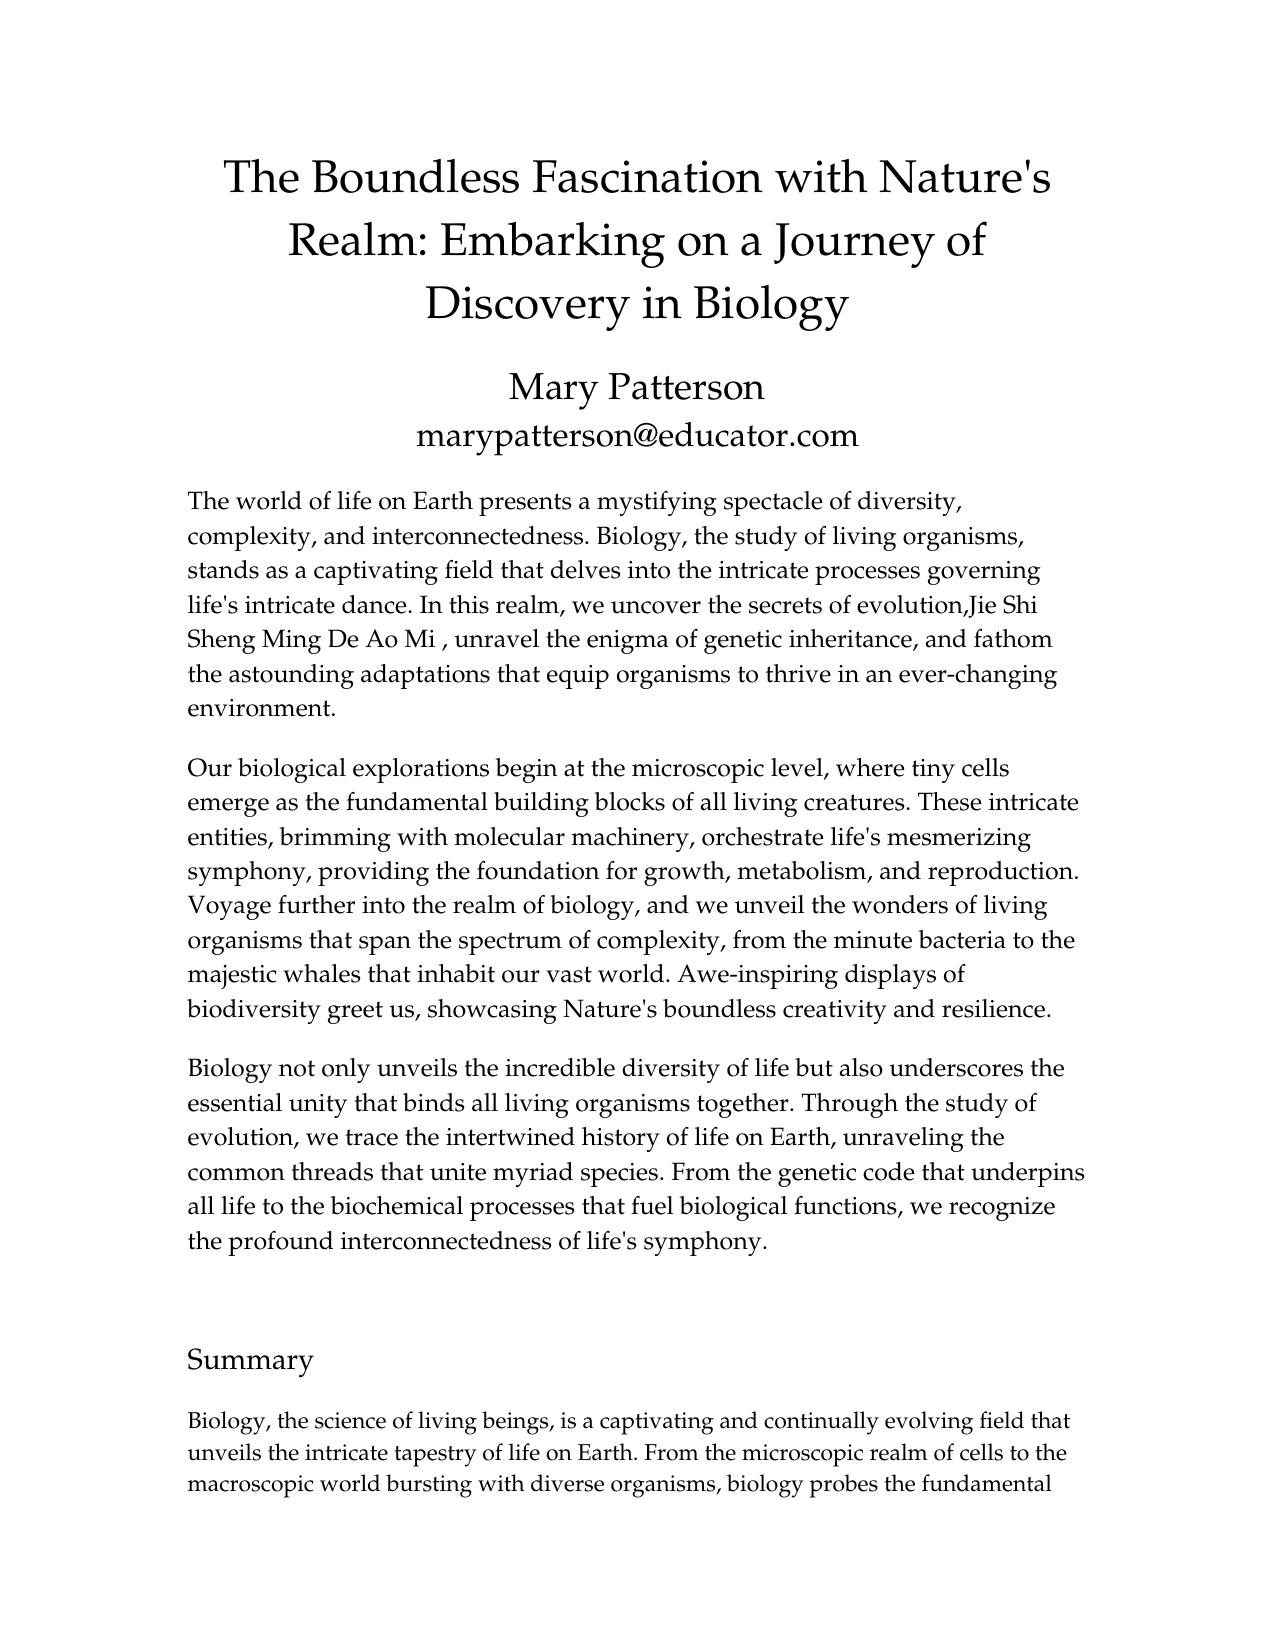 The Boundless Fascination with Nature's
Realm: Embarking on a Journey of
Discovery in Biology
Mary Patterson
marypatterson@educator.com
The world of life on Earth presents a mystifying spectacle of diversity,
complexity, and interconnectedness. Biology, the study of living organisms,
stands as a captivating field that delves into the intricate processes governing
life's intricate dance. In this realm, we uncover the secrets of evolution,Jie Shi
Sheng Ming De Ao Mi , unravel the enigma of genetic inheritance, and fathom
the astounding adaptations that equip organisms to thrive in an ever-changing
environment.
Our biological explorations begin at the microscopic level, where tiny cells
emerge as the fundamental building blocks of all living creatures. These intricate
entities, brimming with molecular machinery, orchestrate life's mesmerizing
symphony, providing the foundation for growth, metabolism, and reproduction.
Voyage further into the realm of biology, and we unveil the wonders of living
organisms that span the spectrum of complexity, from the minute bacteria to the
majestic whales that inhabit our vast world. Awe-inspiring displays of
biodiversity greet us, showcasing Nature's boundless creativity and resilience.
Biology not only unveils the incredible diversity of life but also underscores the
essential unity that binds all living organisms together. Through the study of
evolution, we trace the intertwined history of life on Earth, unraveling the
common threads that unite myriad species. From the genetic code that underpins
all life to the biochemical processes that fuel biological functions, we recognize
the profound interconnectedness of life's symphony.
Summary
Biology, the science of living beings, is a captivating and continually evolving field that
unveils the intricate tapestry of life on Earth. From the microscopic realm of cells to the
macroscopic world bursting with diverse organisms, biology probes the fundamental